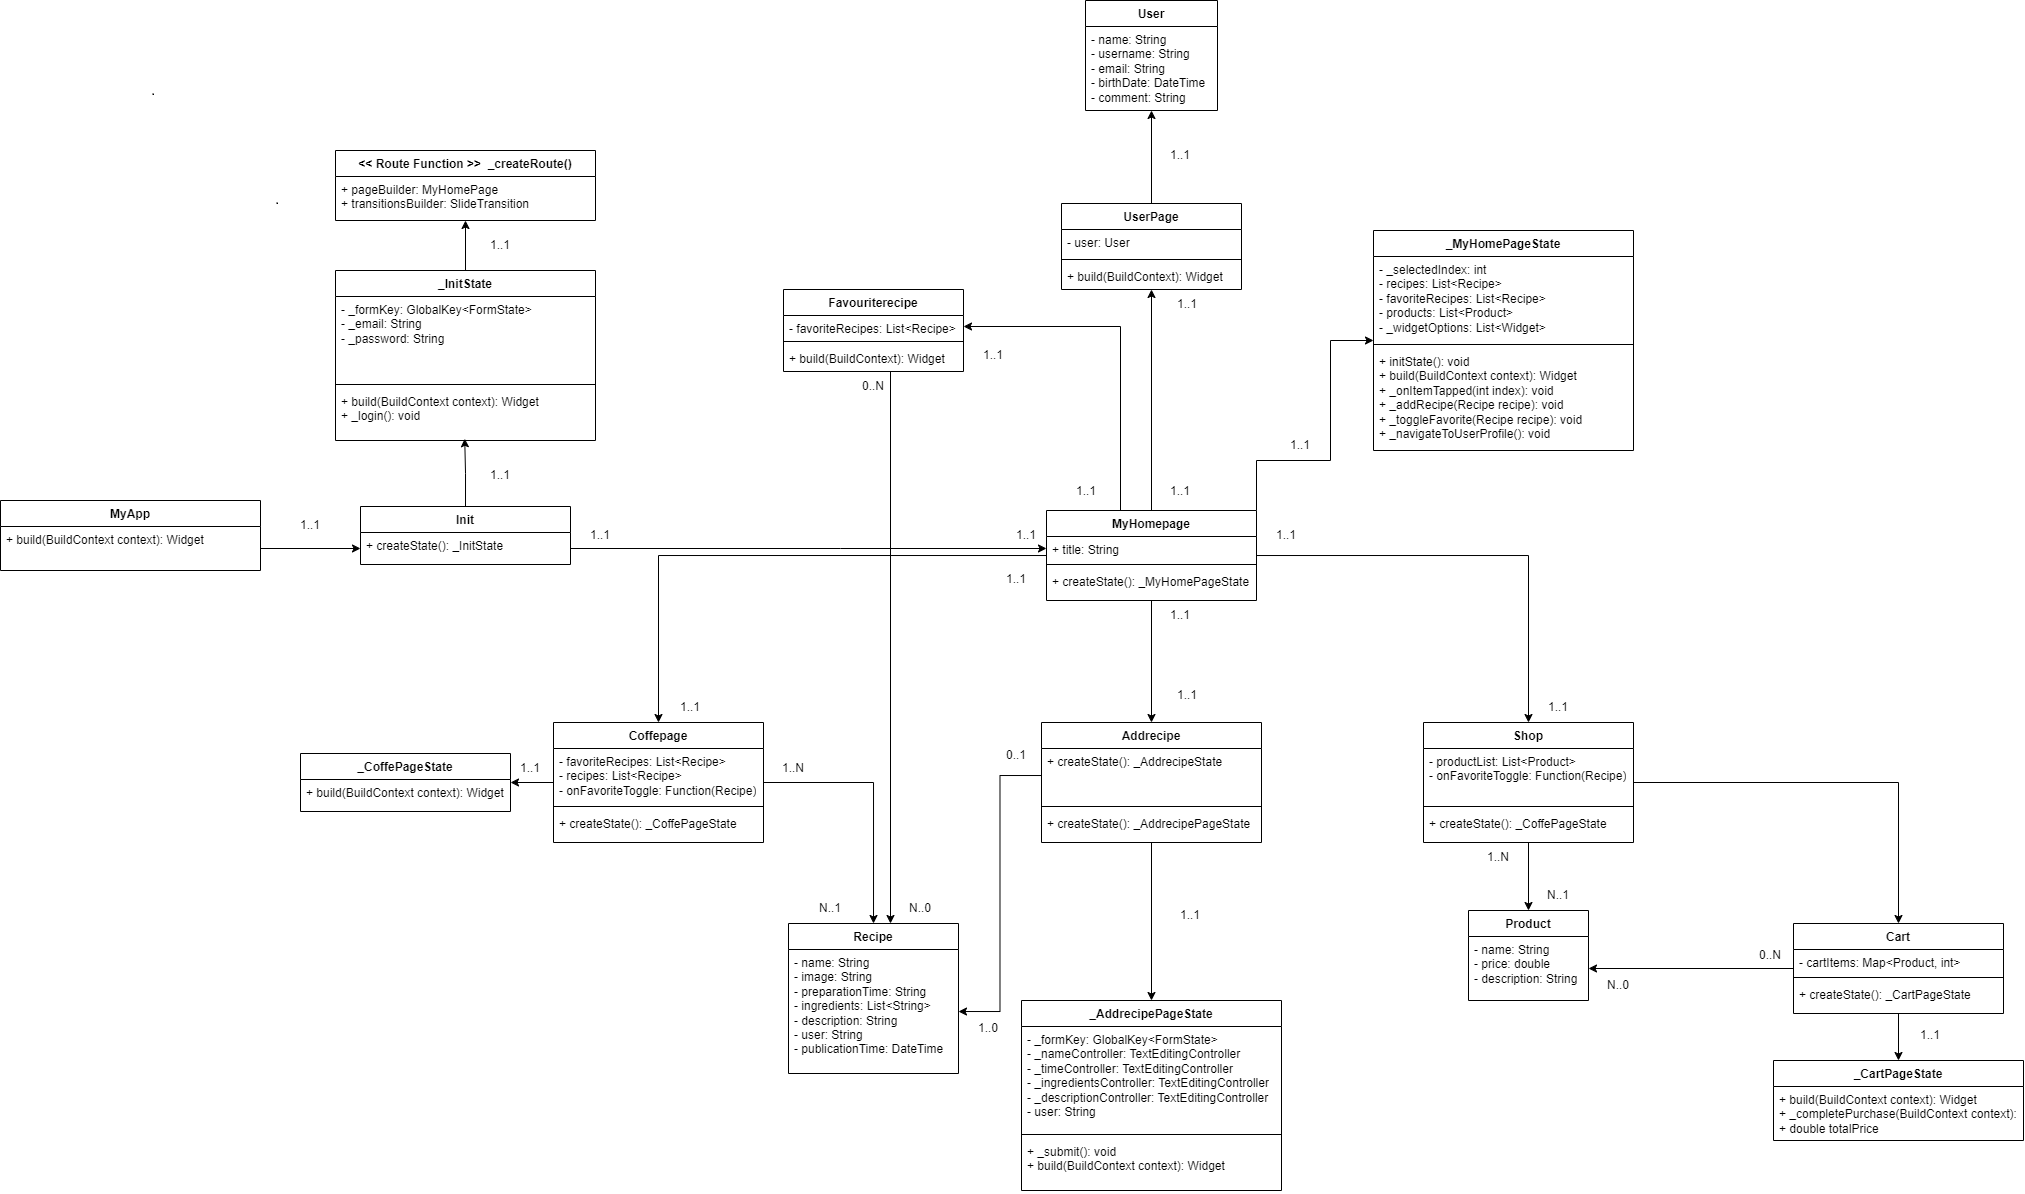 User
- name: String
- username: String
- email: String
- birthDate: DateTime
- comment: String
1..1
<< Route Function >> _createRoute()
+ pageBuilder: MyHomePage
+ transitionsBuilder: SlideTransition
1..1
UserPage
- user: User
+ build(BuildContext): Widget
1..1
_MyHomePageState
- _selectedIndex: int
- recipes: List<Recipe>
- favoriteRecipes: List<Recipe>
- products: List<Product>
- _widgetOptions: List<Widget>
+ initState(): void
+ build(BuildContext context): Widget
+ _onItemTapped(int index): void
+ _addRecipe(Recipe recipe): void
+ _toggleFavorite(Recipe recipe): void
+ _navigateToUserProfile(): void
1..1
_InitState
- _formKey: GlobalKey<FormState>
- _email: String
- _password: String
+ build(BuildContext context): Widget
+ _login(): void
1..1
Favouriterecipe
- favoriteRecipes: List<Recipe>
+ build(BuildContext): Widget
1..1
0..N
1..1
1..1
MyApp
+ build(BuildContext context): Widget
1..1
Init
+ createState(): _InitState
1..1
1..1
MyHomepage
+ title: String
+ createState(): _MyHomePageState
1..1
1..1
1..1
1..1
1..1
1..1
_CoffePageState
+ build(BuildContext context): Widget
1..1
Coffepage
- favoriteRecipes: List<Recipe>
- recipes: List<Recipe>
- onFavoriteToggle: Function(Recipe)
+ createState(): _CoffePageState
1..N
0..1
Addrecipe
+ createState(): _AddrecipeState
+ createState(): _AddrecipePageState
1..1
Shop
- productList: List<Product>
- onFavoriteToggle: Function(Recipe)
+ createState(): _CoffePageState
1..N
N..1
N..1
N..0
Recipe
- name: String
- image: String
- preparationTime: String
- ingredients: List<String>
- description: String
- user: String
- publicationTime: DateTime
1..0
Product
- name: String
- price: double
- description: String
0..N
N..0
Cart
- cartItems: Map<Product, int>
+ createState(): _CartPageState
1..1
_AddrecipePageState
- _formKey: GlobalKey<FormState>
- _nameController: TextEditingController
- _timeController: TextEditingController
- _ingredientsController: TextEditingController
- _descriptionController: TextEditingController
- user: String
+ _submit(): void
+ build(BuildContext context): Widget
_CartPageState
+ build(BuildContext context): Widget
+ _completePurchase(BuildContext context):
+ double totalPrice